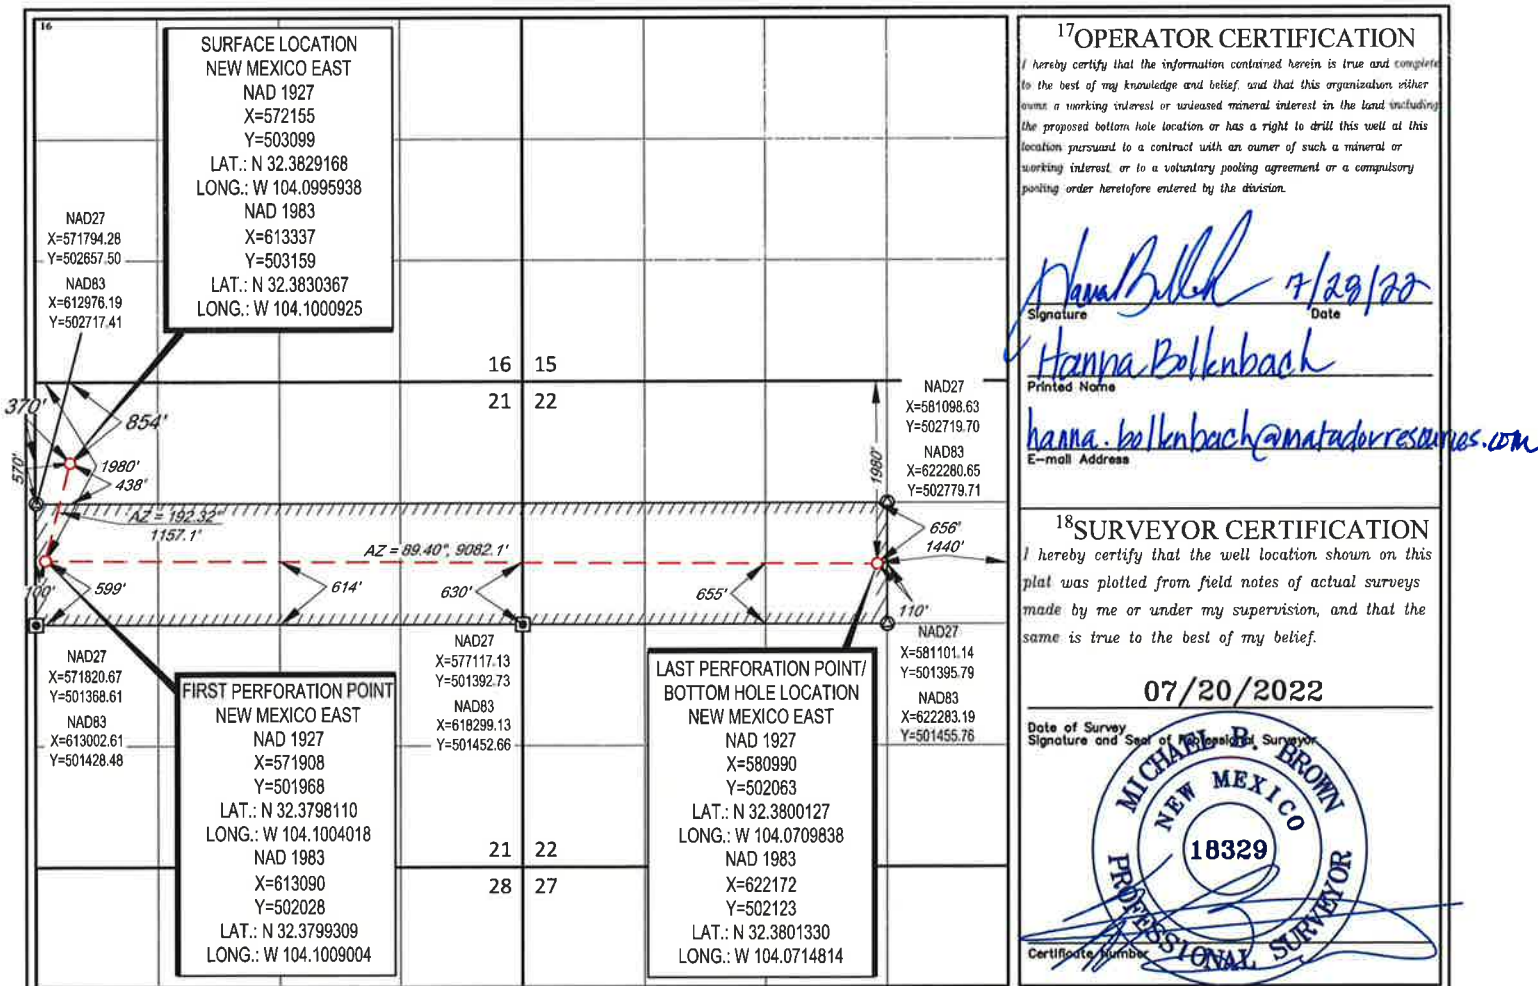 16
SURFACE LOCATION
NEW MEXICO EAST
NAD 1927
X=572155
Y=503099
LAT.: N 32.3829168
LONG.: W 104.0995938
NAD 1983
X=613337
Y=503159
LAT.: N 32.3830367
LONG.: W 104.1000925
NAD27
X=571794.28
Y=502657.50
NAD83
X=612976.19
Y=502717.41
16 15
21 22
370'
854'
570'
1980'
438'
AZ = 192.32°
1157.1'
100'
599'
AZ = 89.40°, 9082.1'
614'
630'
655'
1980'
NAD27
X=581098.63
Y=502719.70
NAD83
X=622280.65
Y=502779.71
656'
1440'
110'
NAD27
X=571820.67
Y=501368.61
NAD83
X=613002.61
Y=501428.48
FIRST PERFORATION POINT
NEW MEXICO EAST
NAD 1927
X=571908
Y=501968
LAT.: N 32.3798110
LONG.: W 104.1004018
NAD 1983
X=613090
Y=502028
LAT.: N 32.3799309
LONG.: W 104.1009004
NAD27
X=577117.13
Y=501392.73
NAD83
X=618299.13
Y=501452.66
LAST PERFORATION POINT/
BOTTOM HOLE LOCATION
NEW MEXICO EAST
NAD 1927
X=580990
Y=502063
LAT.: N 32.3800127
LONG.: W 104.0709838
NAD 1983
X=622172
Y=502123
LAT.: N 32.3801330
LONG.: W 104.0714814
NAD27
X=581101.14
Y=501395.79
NAD83
X=622283.19
Y=501455.76
21 22
28 27
17 OPERATOR CERTIFICATION
I hereby certify that the information contained herein is true and complete
to the best of my knowledge and belief, and that this organization either
owns a working interest or unleased mineral interest in the land including
the proposed bottom hole location or has a right to drill this well at this
location pursuant to a contract with an owner of such a mineral or
working interest, or to a voluntary pooling agreement or a compulsory
pooling order heretofore entered by the division.
7/28/22
Signature Date
Hanna Bollenbach
Printed Name
hanna.bollenbach@matadorresources.com
E-mail Address
18 SURVEYOR CERTIFICATION
I hereby certify that the well location shown on this
plat was plotted from field notes of actual surveys
made by me or under my supervision, and that the
same is true to the best of my belief.
07/20/2022
Date of Survey
Signature and Seal of Professional Surveyor
MICHAEL B. BROWN
NEW MEXICO
18329
PROFESSIONAL SURVEYOR
Certificate Number